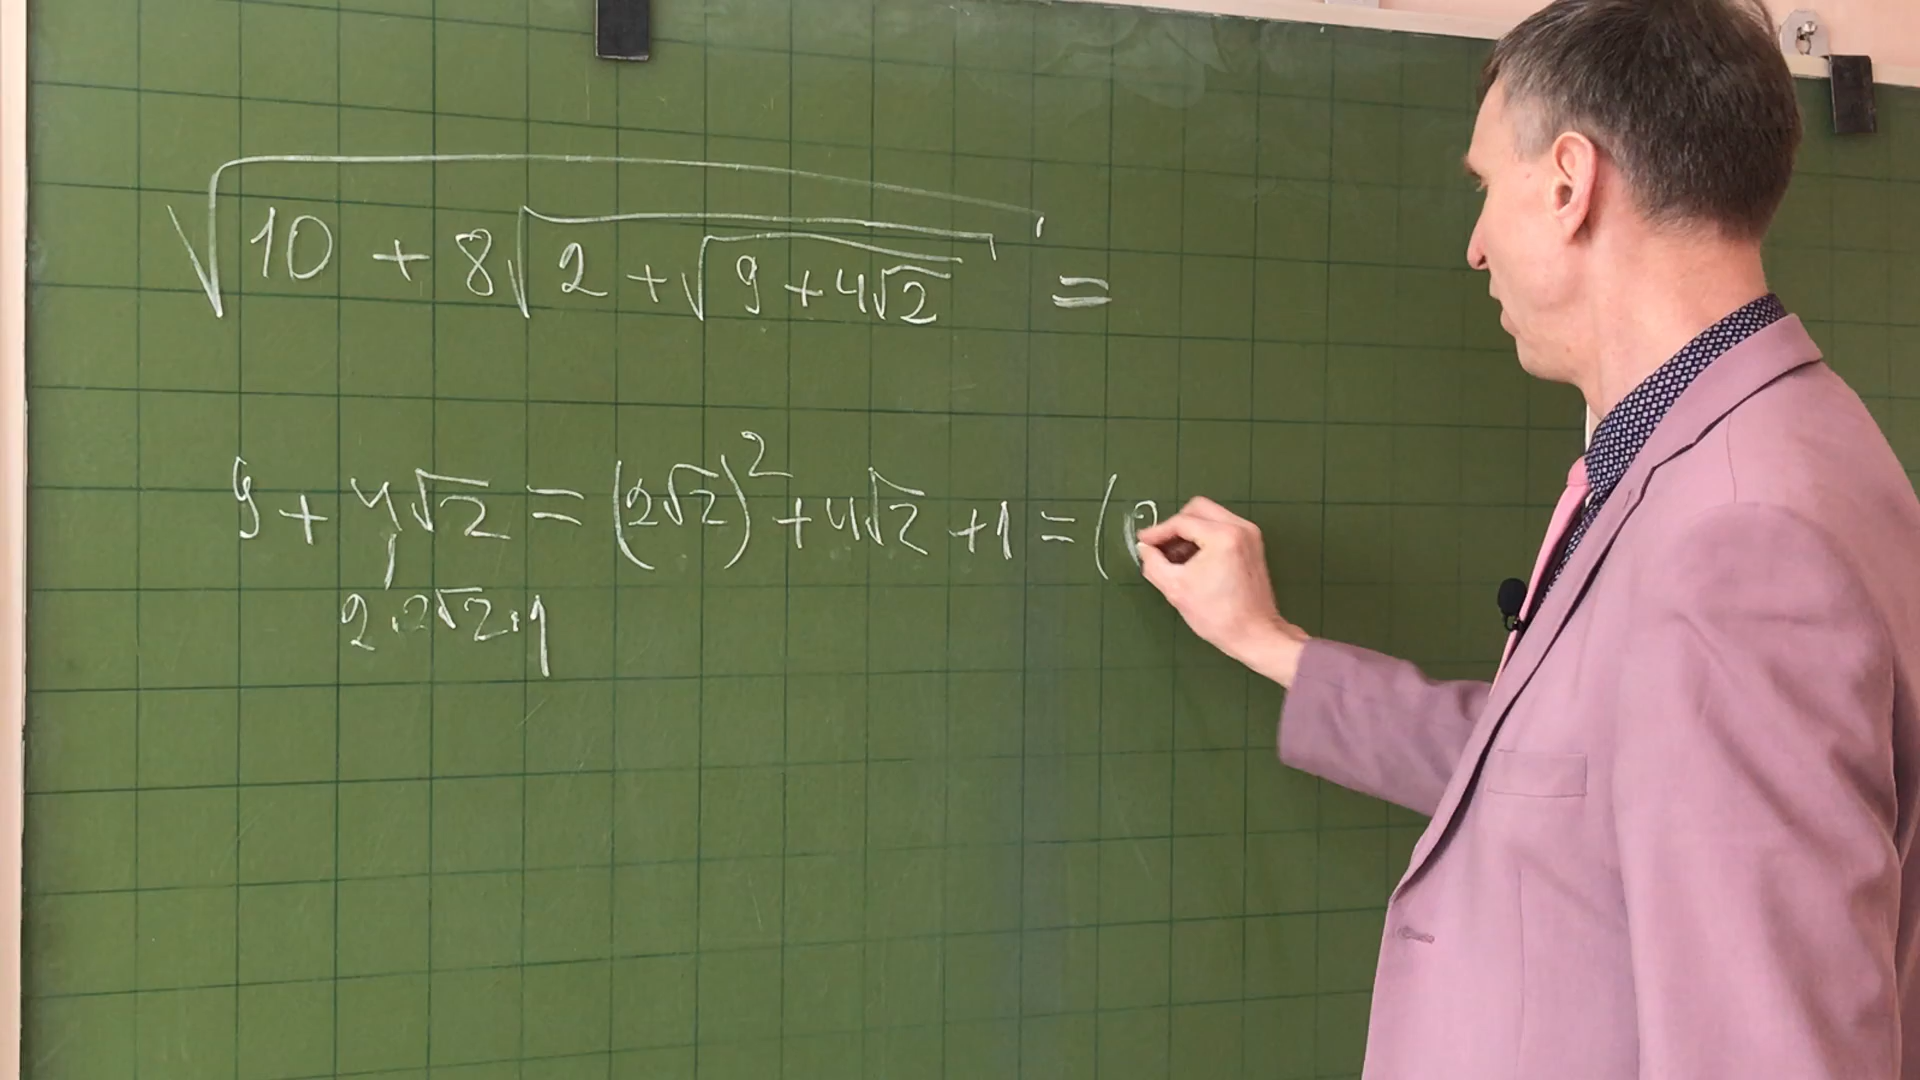 √(10 + 8√(2 + √(9 + 4√2))) =
9 + 4√2 = (2√2)² + 4√2 + 1 = (2
2·2√2·1